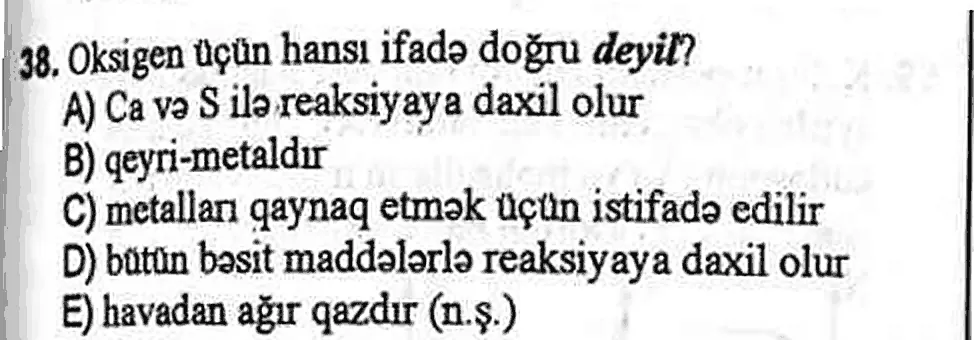 38. Oksigen üçün hansı ifadə doğru deyil?
A) Ca və S ilə reaksiyaya daxil olur
B) qeyri-metaldır
C) metalları qaynaq etmək üçün istifadə edilir
D) bütün bəsit maddələrlə reaksiyaya daxil olur
E) havadan ağır qazdır (n.ş.)